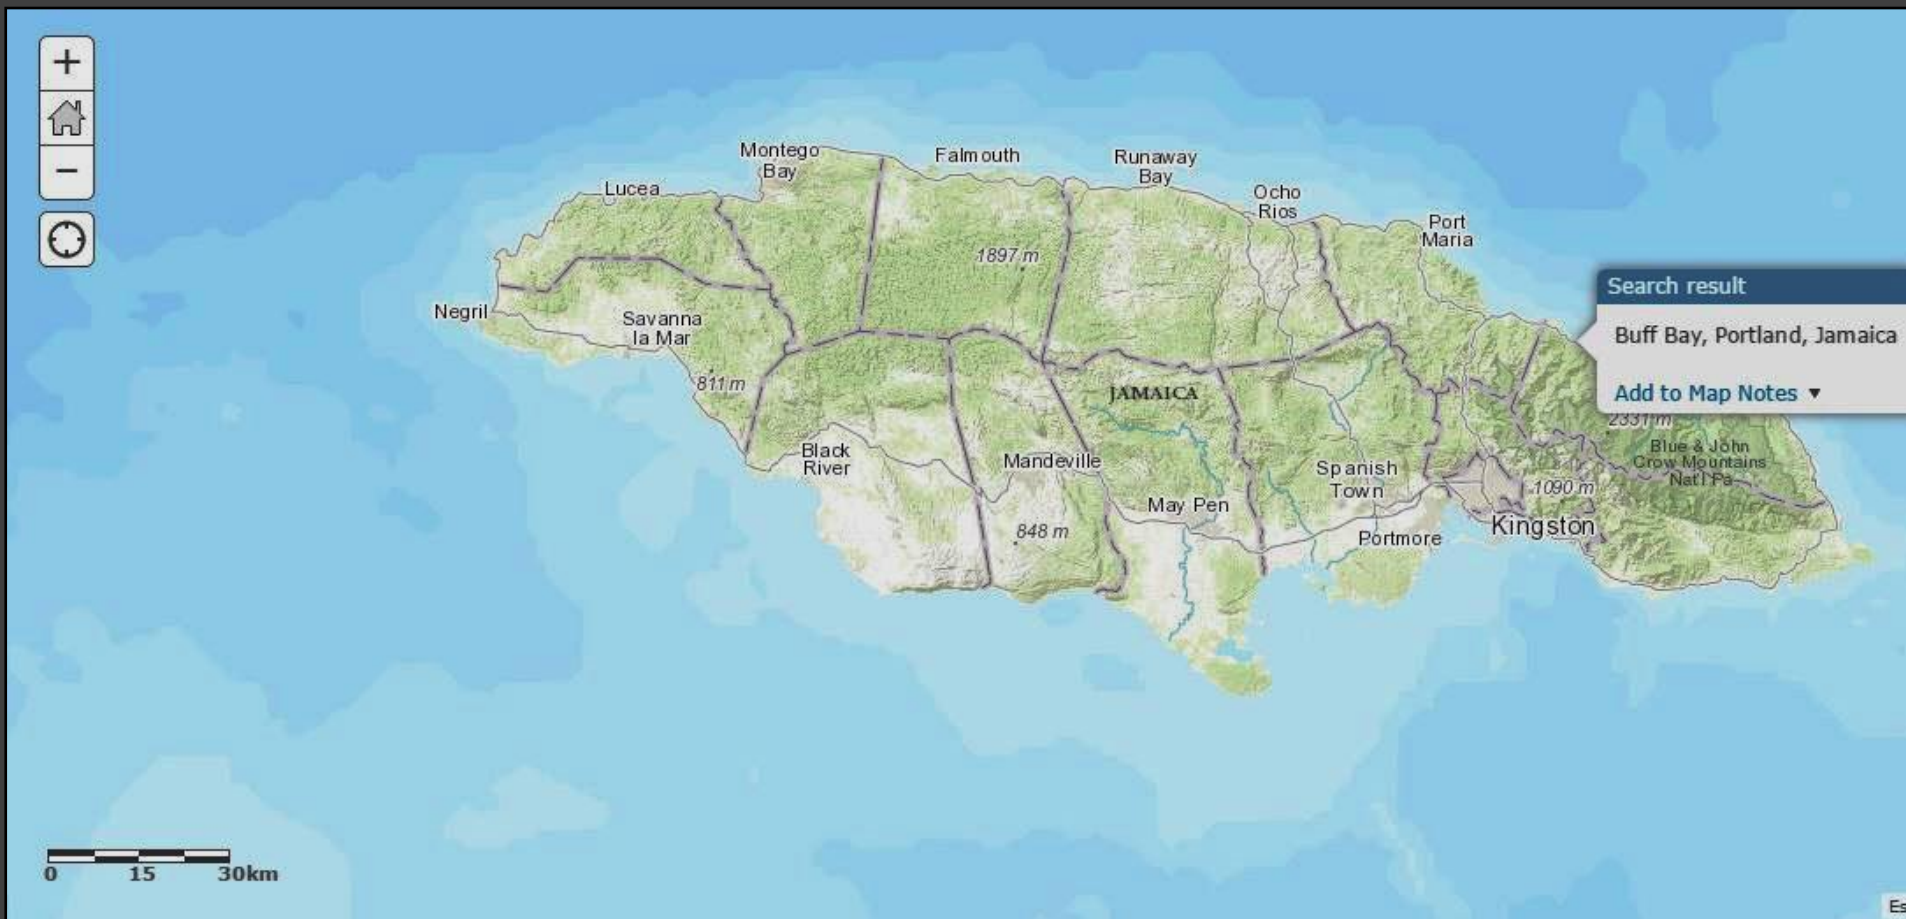 +
−
Montego
Bay
Falmouth
Runaway
Bay
Lucea
Ocho
Rios
Port
Maria
1897 m
Search result
Buff Bay, Portland, Jamaica
Add to Map Notes ▼
Negril
Savanna
la Mar
811 m
JAMAICA
2331 m
Blue & John
Crow Mountains
Nat'l Pa
Black
River
Mandeville
Spanish
Town
1090 m
May Pen
Kingston
848 m
Portmore
0 15 30km
Es